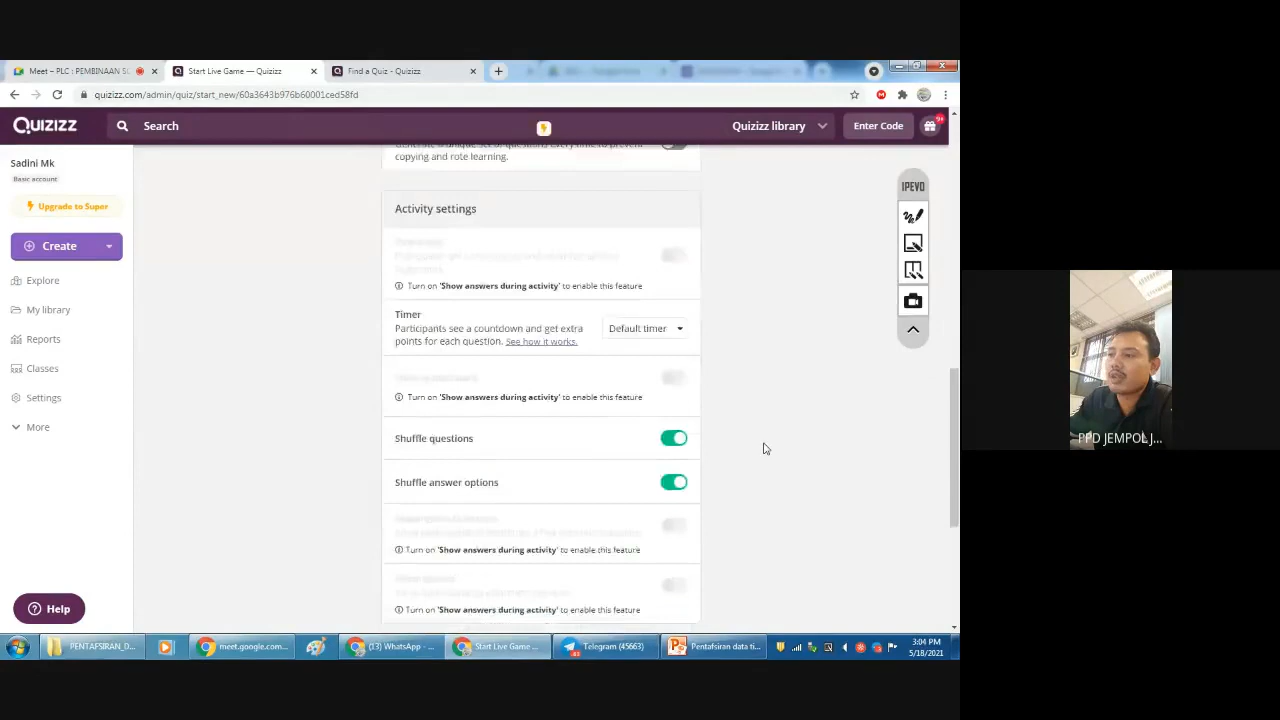 Meet – PLC : PEMBINAAN
Start Live Game — Quizizz
Find a Quiz - Quizizz
quizizz.com/admin/quiz/start_new/60a3643b976b60001ced58fd
Quizizz
Search
Quizizz library
Enter Code
9+
Sadini Mk
Basic account
Upgrade to Super
Create
Explore
My library
Reports
Classes
Settings
More
Help
copying and rote learning.
Activity settings
Turn on 'Show answers during activity' to enable this feature
Timer
Participants see a countdown and get extra
points for each question. See how it works.
Default timer
Turn on 'Show answers during activity' to enable this feature
Shuffle questions
Shuffle answer options
Turn on 'Show answers during activity' to enable this feature
Turn on 'Show answers during activity' to enable this feature
IPEVO
PPD JEMPOL J...
PENTAFSIRAN_D...
meet.google.com...
(13) WhatsApp - ...
Start Live Game ...
Telegram (45663)
Pentafsiran data ti...
3:04 PM
5/18/2021